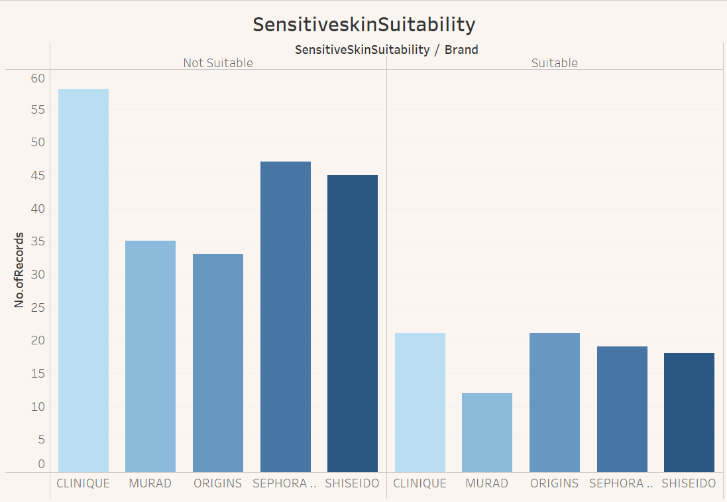 SensitiveskinSuitability
SensitiveSkinSuitability / Brand
Not Suitable
Suitable
No.ofRecords
60
55
50
45
40
35
30
25
20
15
10
5
0
CLINIQUE MURAD ORIGINS SEPHORA .. SHISEIDO CLINIQUE MURAD ORIGINS SEPHORA .. SHISEIDO